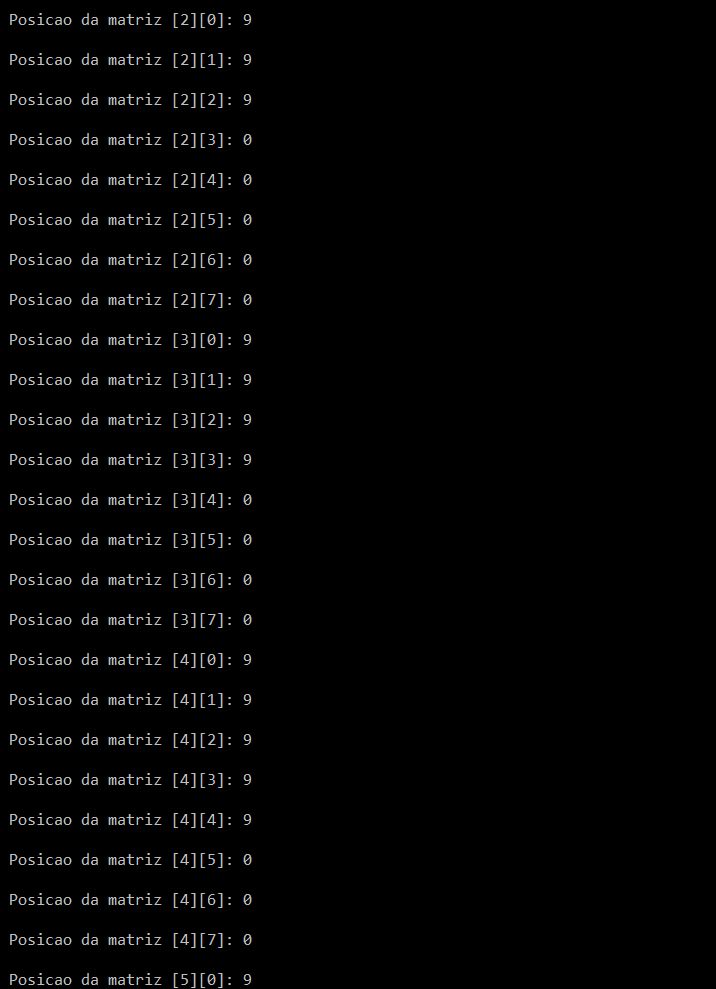 Posicao da matriz [2][0]: 9
Posicao da matriz [2][1]: 9
Posicao da matriz [2][2]: 9
Posicao da matriz [2][3]: 0
Posicao da matriz [2][4]: 0
Posicao da matriz [2][5]: 0
Posicao da matriz [2][6]: 0
Posicao da matriz [2][7]: 0
Posicao da matriz [3][0]: 9
Posicao da matriz [3][1]: 9
Posicao da matriz [3][2]: 9
Posicao da matriz [3][3]: 9
Posicao da matriz [3][4]: 0
Posicao da matriz [3][5]: 0
Posicao da matriz [3][6]: 0
Posicao da matriz [3][7]: 0
Posicao da matriz [4][0]: 9
Posicao da matriz [4][1]: 9
Posicao da matriz [4][2]: 9
Posicao da matriz [4][3]: 9
Posicao da matriz [4][4]: 9
Posicao da matriz [4][5]: 0
Posicao da matriz [4][6]: 0
Posicao da matriz [4][7]: 0
Posicao da matriz [5][0]: 9